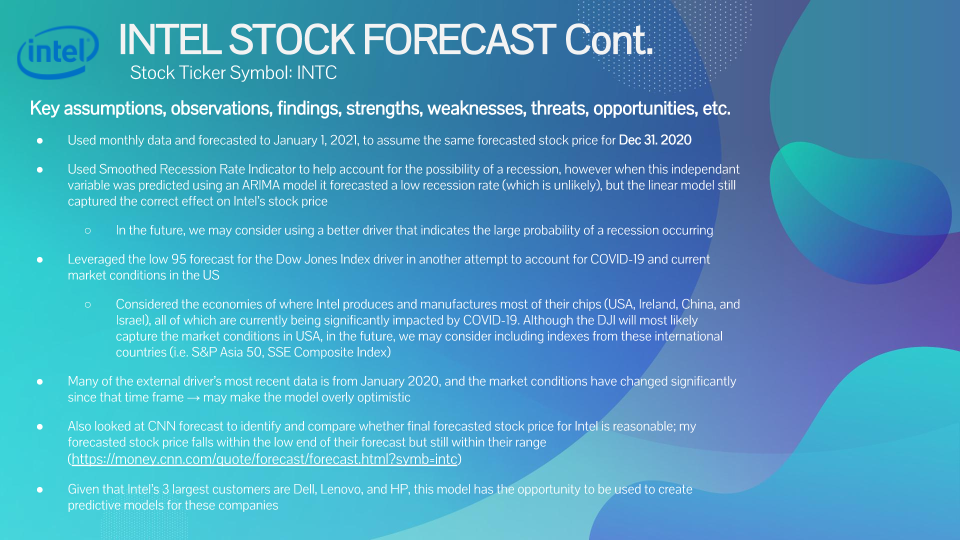 intel
INTEL STOCK FORECAST Cont.
Stock Ticker Symbol: INTC
Key assumptions, observations, findings, strengths, weaknesses, threats, opportunities, etc.
● Used monthly data and forecasted to January 1, 2021, to assume the same forecasted stock price for Dec 31. 2020
● Used Smoothed Recession Rate Indicator to help account for the possibility of a recession, however when this independant
variable was predicted using an ARIMA model it forecasted a low recession rate (which is unlikely), but the linear model still
captured the correct effect on Intel's stock price
○ In the future, we may consider using a better driver that indicates the large probability of a recession occurring
● Leveraged the low 95 forecast for the Dow Jones Index driver in another attempt to account for COVID-19 and current
market conditions in the US
○ Considered the economies of where Intel produces and manufactures most of their chips (USA, Ireland, China, and
Israel), all of which are currently being significantly impacted by COVID-19. Although the DJI will most likely
capture the market conditions in USA, in the future, we may consider including indexes from these international
countries (i.e. S&P Asia 50, SSE Composite Index)
● Many of the external driver's most recent data is from January 2020, and the market conditions have changed significantly
since that time frame → may make the model overly optimistic
● Also looked at CNN forecast to identify and compare whether final forecasted stock price for Intel is reasonable; my
forecasted stock price falls within the low end of their forecast but still within their range
(https://money.cnn.com/quote/forecast/forecast.html?symb=intc)
● Given that Intel's 3 largest customers are Dell, Lenovo, and HP, this model has the opportunity to be used to create
predictive models for these companies